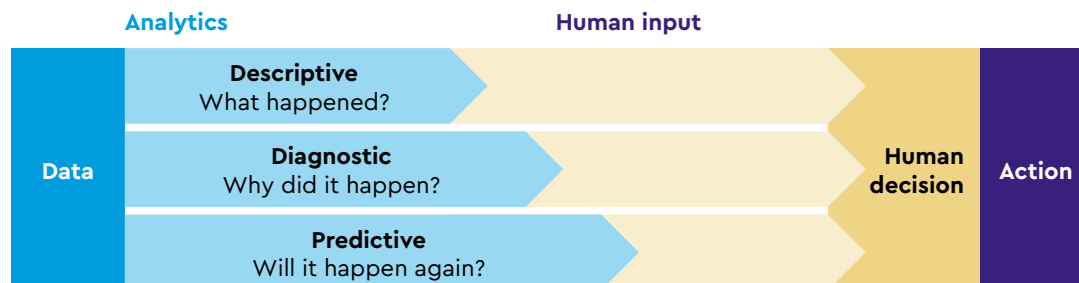 Analytics
Human input
Descriptive
What happened?
Data
Diagnostic
Why did it happen?
Human
decision
Action
Predictive
Will it happen again?